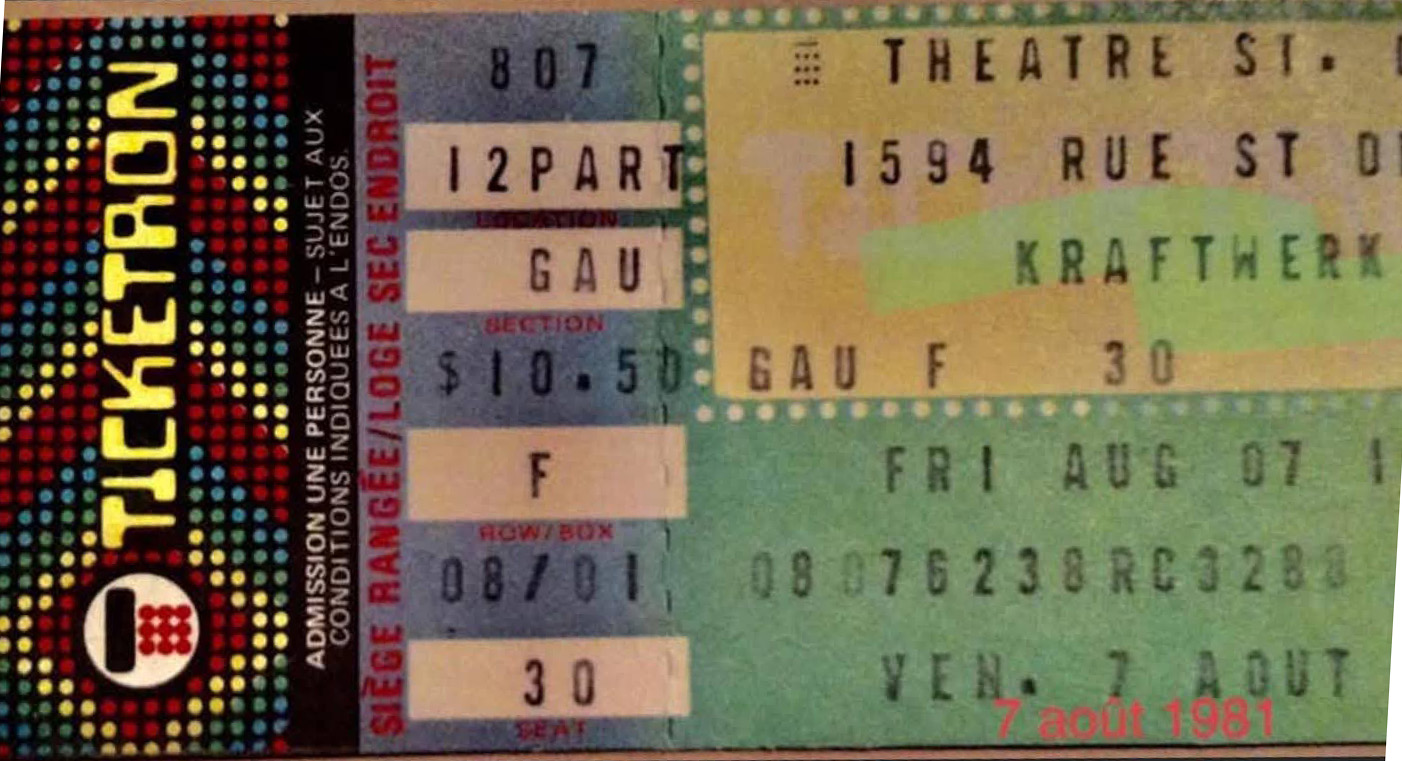 TICKETRON
ADMISSION UNE PERSONNE – SUJET AUX
CONDITIONS INDIQUEES A L'ENDOS.
SIÈGE RANGÉE/LOGE SEC ENDROIT
807
12PART
LOCATION
GAU
SECTION
$10.50
F
ROW/BOX
08/01
30
SEAT
THEATRE ST.
1594 RUE ST
KRAFTWERK
GAU F 30
FRI AUG 07
08076238RC3288
VEN. 7 AOUT
7 août 1981